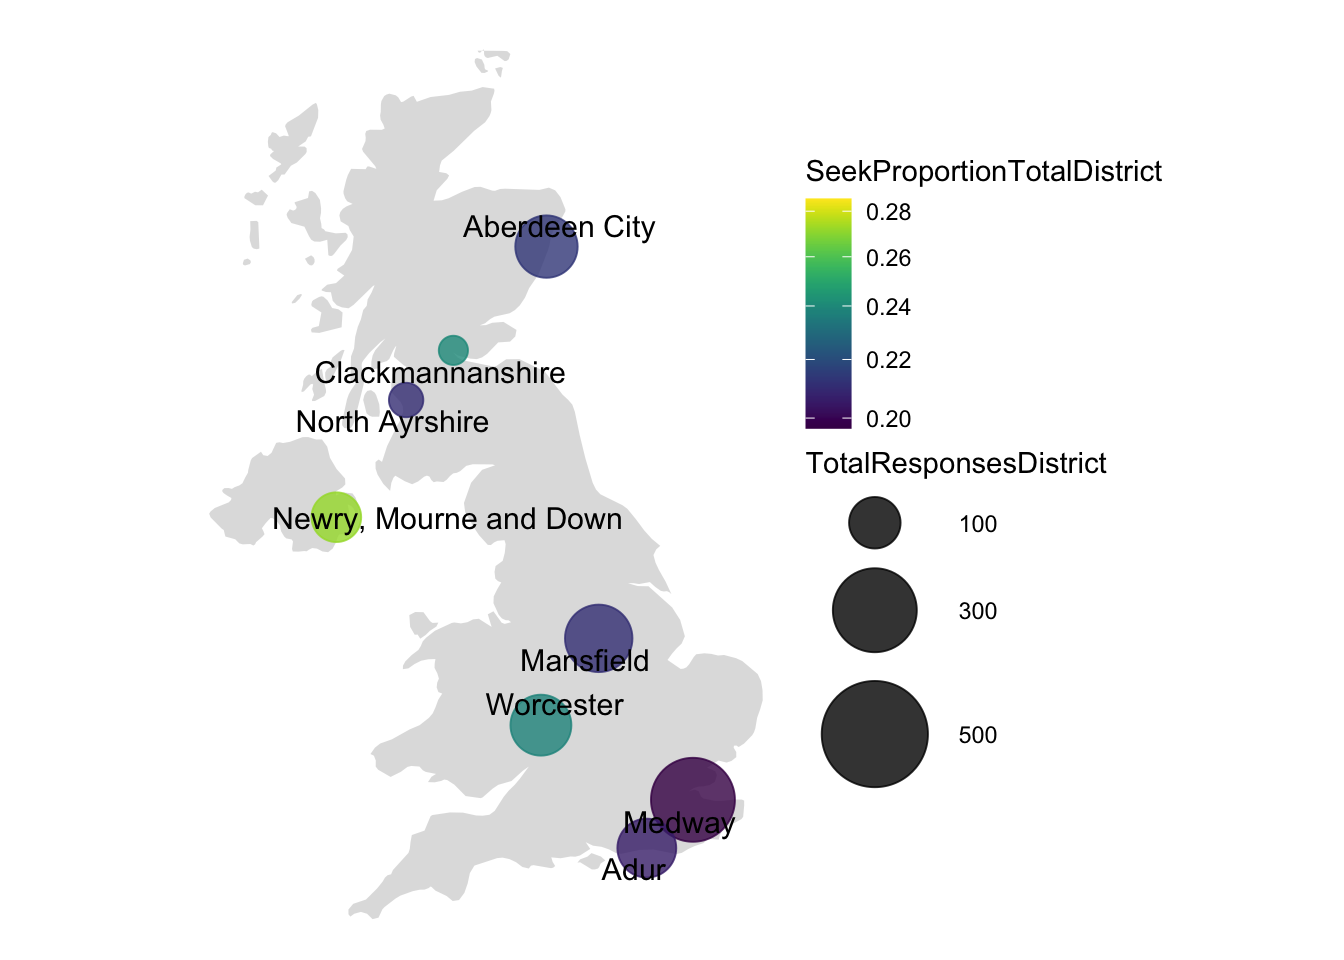 Aberdeen City
Clackmannanshire
North Ayrshire
Newry, Mourne and Down
Mansfield
Worcester
Medway
Adur
SeekProportionTotalDistrict
0.28
0.26
0.24
0.22
0.20
TotalResponsesDistrict
100
300
500